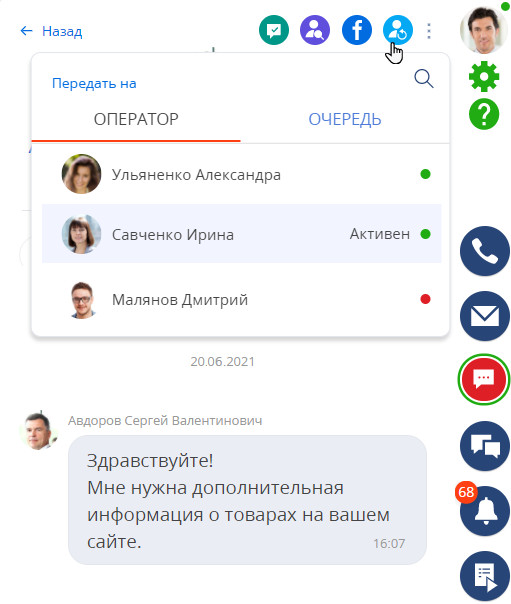 Назад
Передать на
ОПЕРАТОР
ОЧЕРЕДЬ
Ульяненко Александра
Савченко Ирина
Активен
Малянов Дмитрий
20.06.2021
Авдоров Сергей Валентинович
Здравствуйте!
Мне нужна дополнительная
информация о товарах на вашем
сайте.
16:07
68